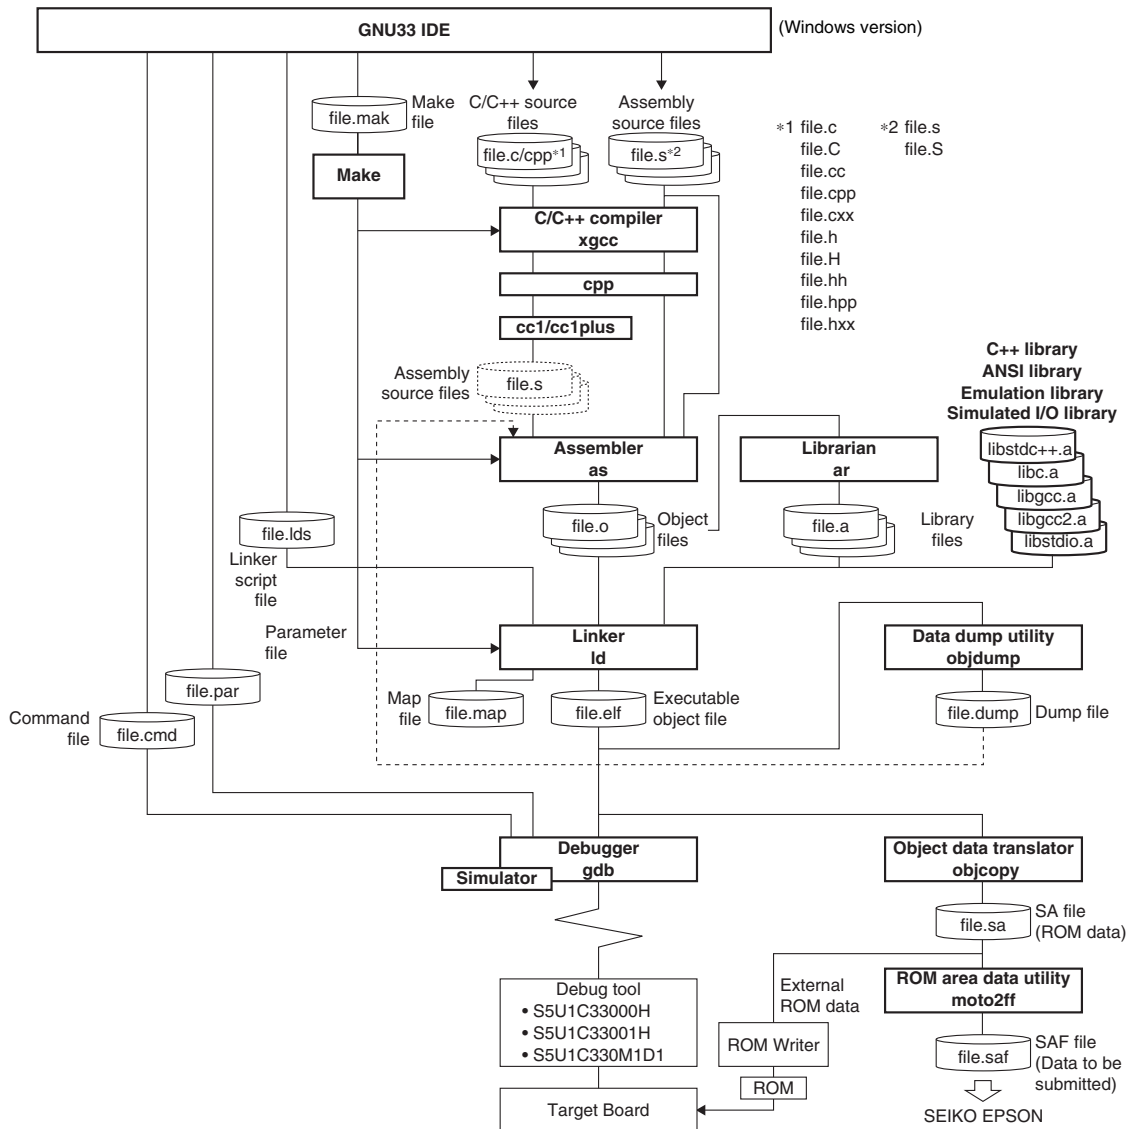 GNU33 IDE
(Windows version)
Make
file
file.mak
Make
C/C++ source
files
file.c/cpp*1
Assembly
source files
file.s*2
*1 file.c
file.C
file.cc
file.cpp
file.cxx
file.h
file.H
file.hh
file.hpp
file.hxx
*2 file.s
file.S
C/C++ compiler
xgcc
cpp
cc1/cc1plus
Assembly
source files
file.s
C++ library
ANSI library
Emulation library
Simulated I/O library
libstdc++.a
libc.a
libgcc.a
libgcc2.a
libstdio.a
Assembler
as
Librarian
ar
file.o
Object
files
file.a
Library
files
file.lds
Linker
script
file
Parameter
file
Linker
ld
Data dump utility
objdump
file.par
Map
file
file.map
file.elf
Executable
object file
file.dump
Dump file
Command
file
file.cmd
Debugger
gdb
Simulator
Object data translator
objcopy
file.sa
SA file
(ROM data)
External
ROM data
ROM area data utility
moto2ff
Debug tool
• S5U1C33000H
• S5U1C33001H
• S5U1C330M1D1
ROM Writer
ROM
file.saf
SAF file
(Data to be
submitted)
Target Board
SEIKO EPSON